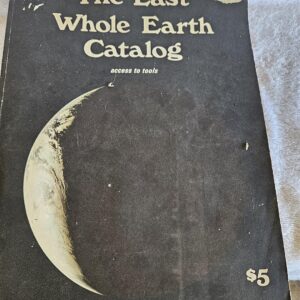 The Last
Whole Earth
Catalog
access to tools
$5